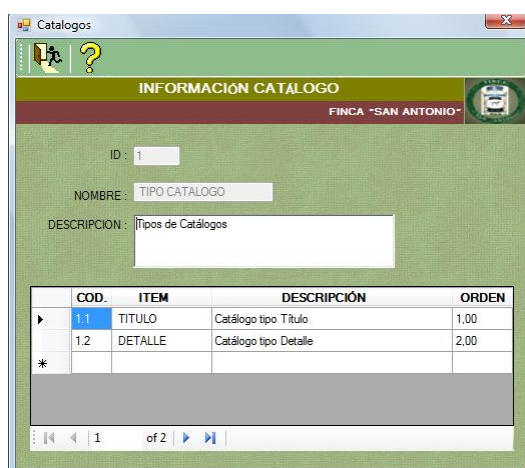 Catalogos
INFORMACIÓN CATÁLOGO
FINCA "SAN ANTONIO"
ID : 1
NOMBRE : TIPO CATALOGO
DESCRIPCION : Tipos de Catálogos
COD. ITEM DESCRIPCIÓN ORDEN
1.1 TITULO Catálogo tipo Título 1,00
1.2 DETALLE Catálogo tipo Detalle 2,00
1 of 2